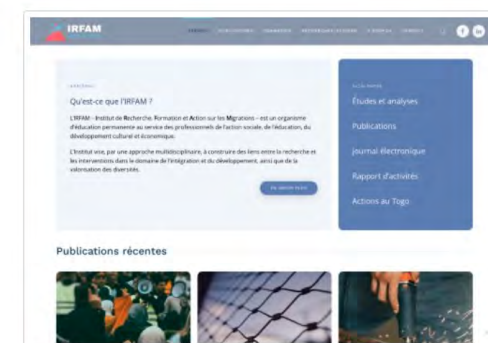 IRFAM
Qu'est-ce que l'IRFAM ?
L'IRFAM - Institut de Recherche, Formation et Action sur les Migrations - est un organisme
d'éducation permanente au service des professionnels de l'action sociale, de l'éducation, du
développement culturel et économique.
L'Institut vise, par une approche multidisciplinaire, à construire des liens entre la recherche et
les interventions dans le domaine de l'intégration et du développement, ainsi que de la
valorisation des diversités.
EN SAVOIR PLUS
Études et analyses
Publications
Journal électronique
Rapport d'activités
Actions au Togo
Publications récentes